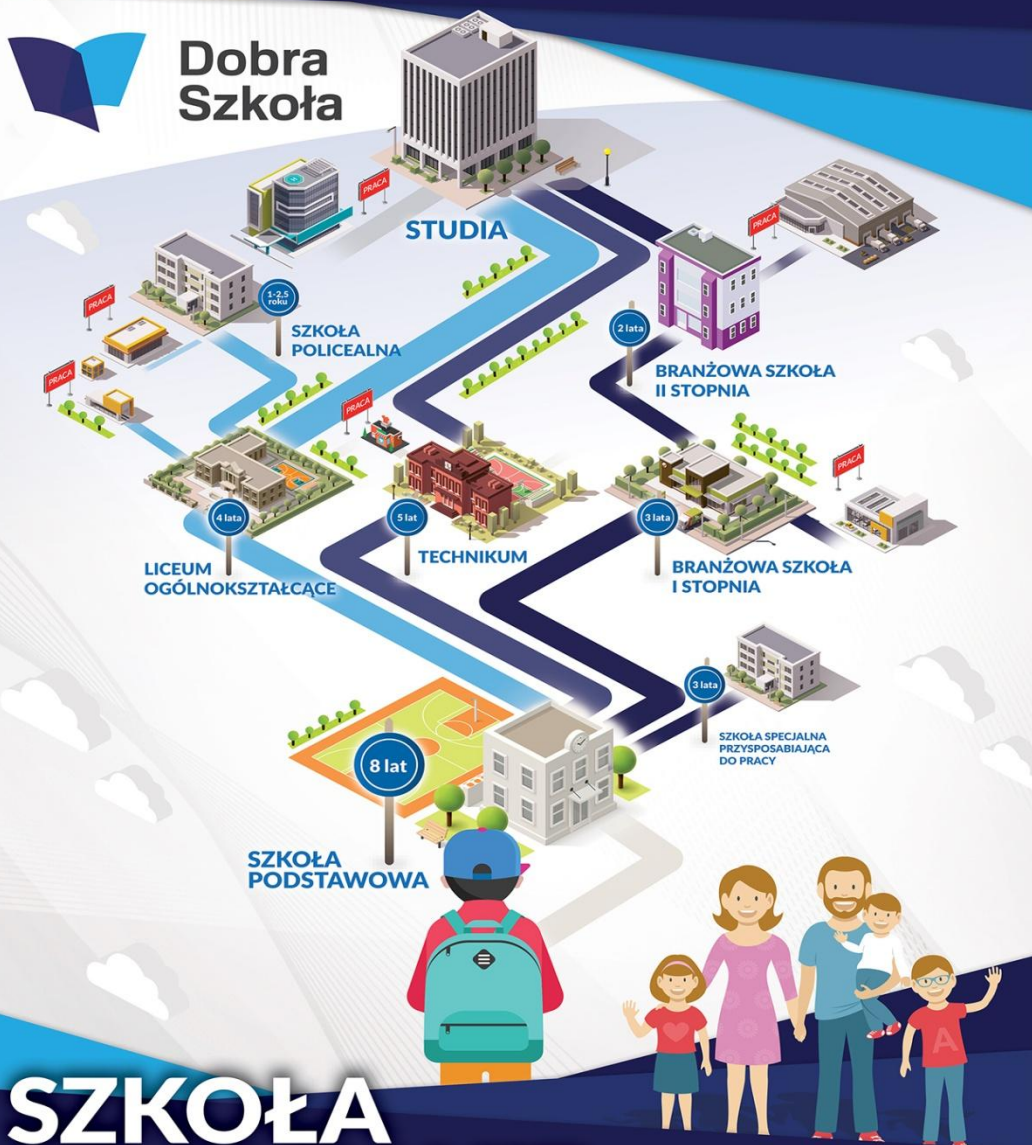 Dobra
Szkoła
PRACA
STUDIA
PRACA
1-2,5
roku
PRACA
SZKOŁA
POLICEALNA
2 lata
BRANŻOWA SZKOŁA
II STOPNIA
PRACA
PRACA
PRACA
4 lata
LICEUM
OGÓLNOKSZTAŁCĄCE
5 lat
TECHNIKUM
3 lata
BRANŻOWA SZKOŁA
I STOPNIA
3 lata
SZKOŁA SPECJALNA
PRZYSPOSABIAJĄCA
DO PRACY
8 lat
SZKOŁA
PODSTAWOWA
A
SZKOŁA